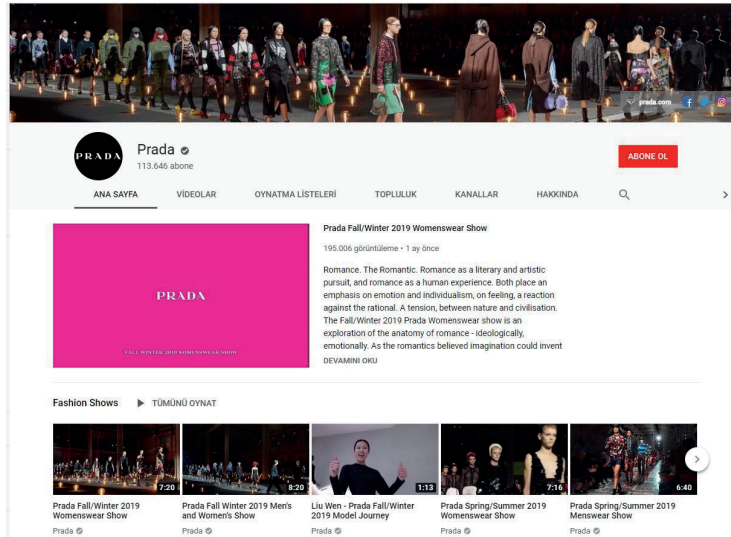 prada.com
PRADA
Prada
113.646 abone
ABONE OL
ANA SAYFA VİDEOLAR OYNATMA LİSTELERİ TOPLULUK KANALLAR HAKKINDA
PRADA
FALL WINTER 2019 WOMENSWEAR SHOW
Prada Fall/Winter 2019 Womenswear Show
195.006 görüntüleme • 1 ay önce
Romance. The Romantic. Romance as a literary and artistic
pursuit, and romance as a human experience. Both place an
emphasis on emotion and individualism, on feeling, a reaction
against the rational. A tension, between nature and civilisation.
The Fall/Winter 2019 Prada Womenswear show is an
exploration of the anatomy of romance - ideologically,
emotionally. As the romantics believed imagination could invent
DEVAMINI OKU
Fashion Shows TÜMÜNÜ OYNAT
7:20
Prada Fall/Winter 2019
Womenswear Show
Prada
8:20
Prada Fall Winter 2019 Men's
and Women's Show
Prada
1:13
Liu Wen - Prada Fall/Winter
2019 Model Journey
Prada
7:16
Prada Spring/Summer 2019
Womenswear Show
Prada
6:40
Prada Spring/Summer 2019
Menswear Show
Prada